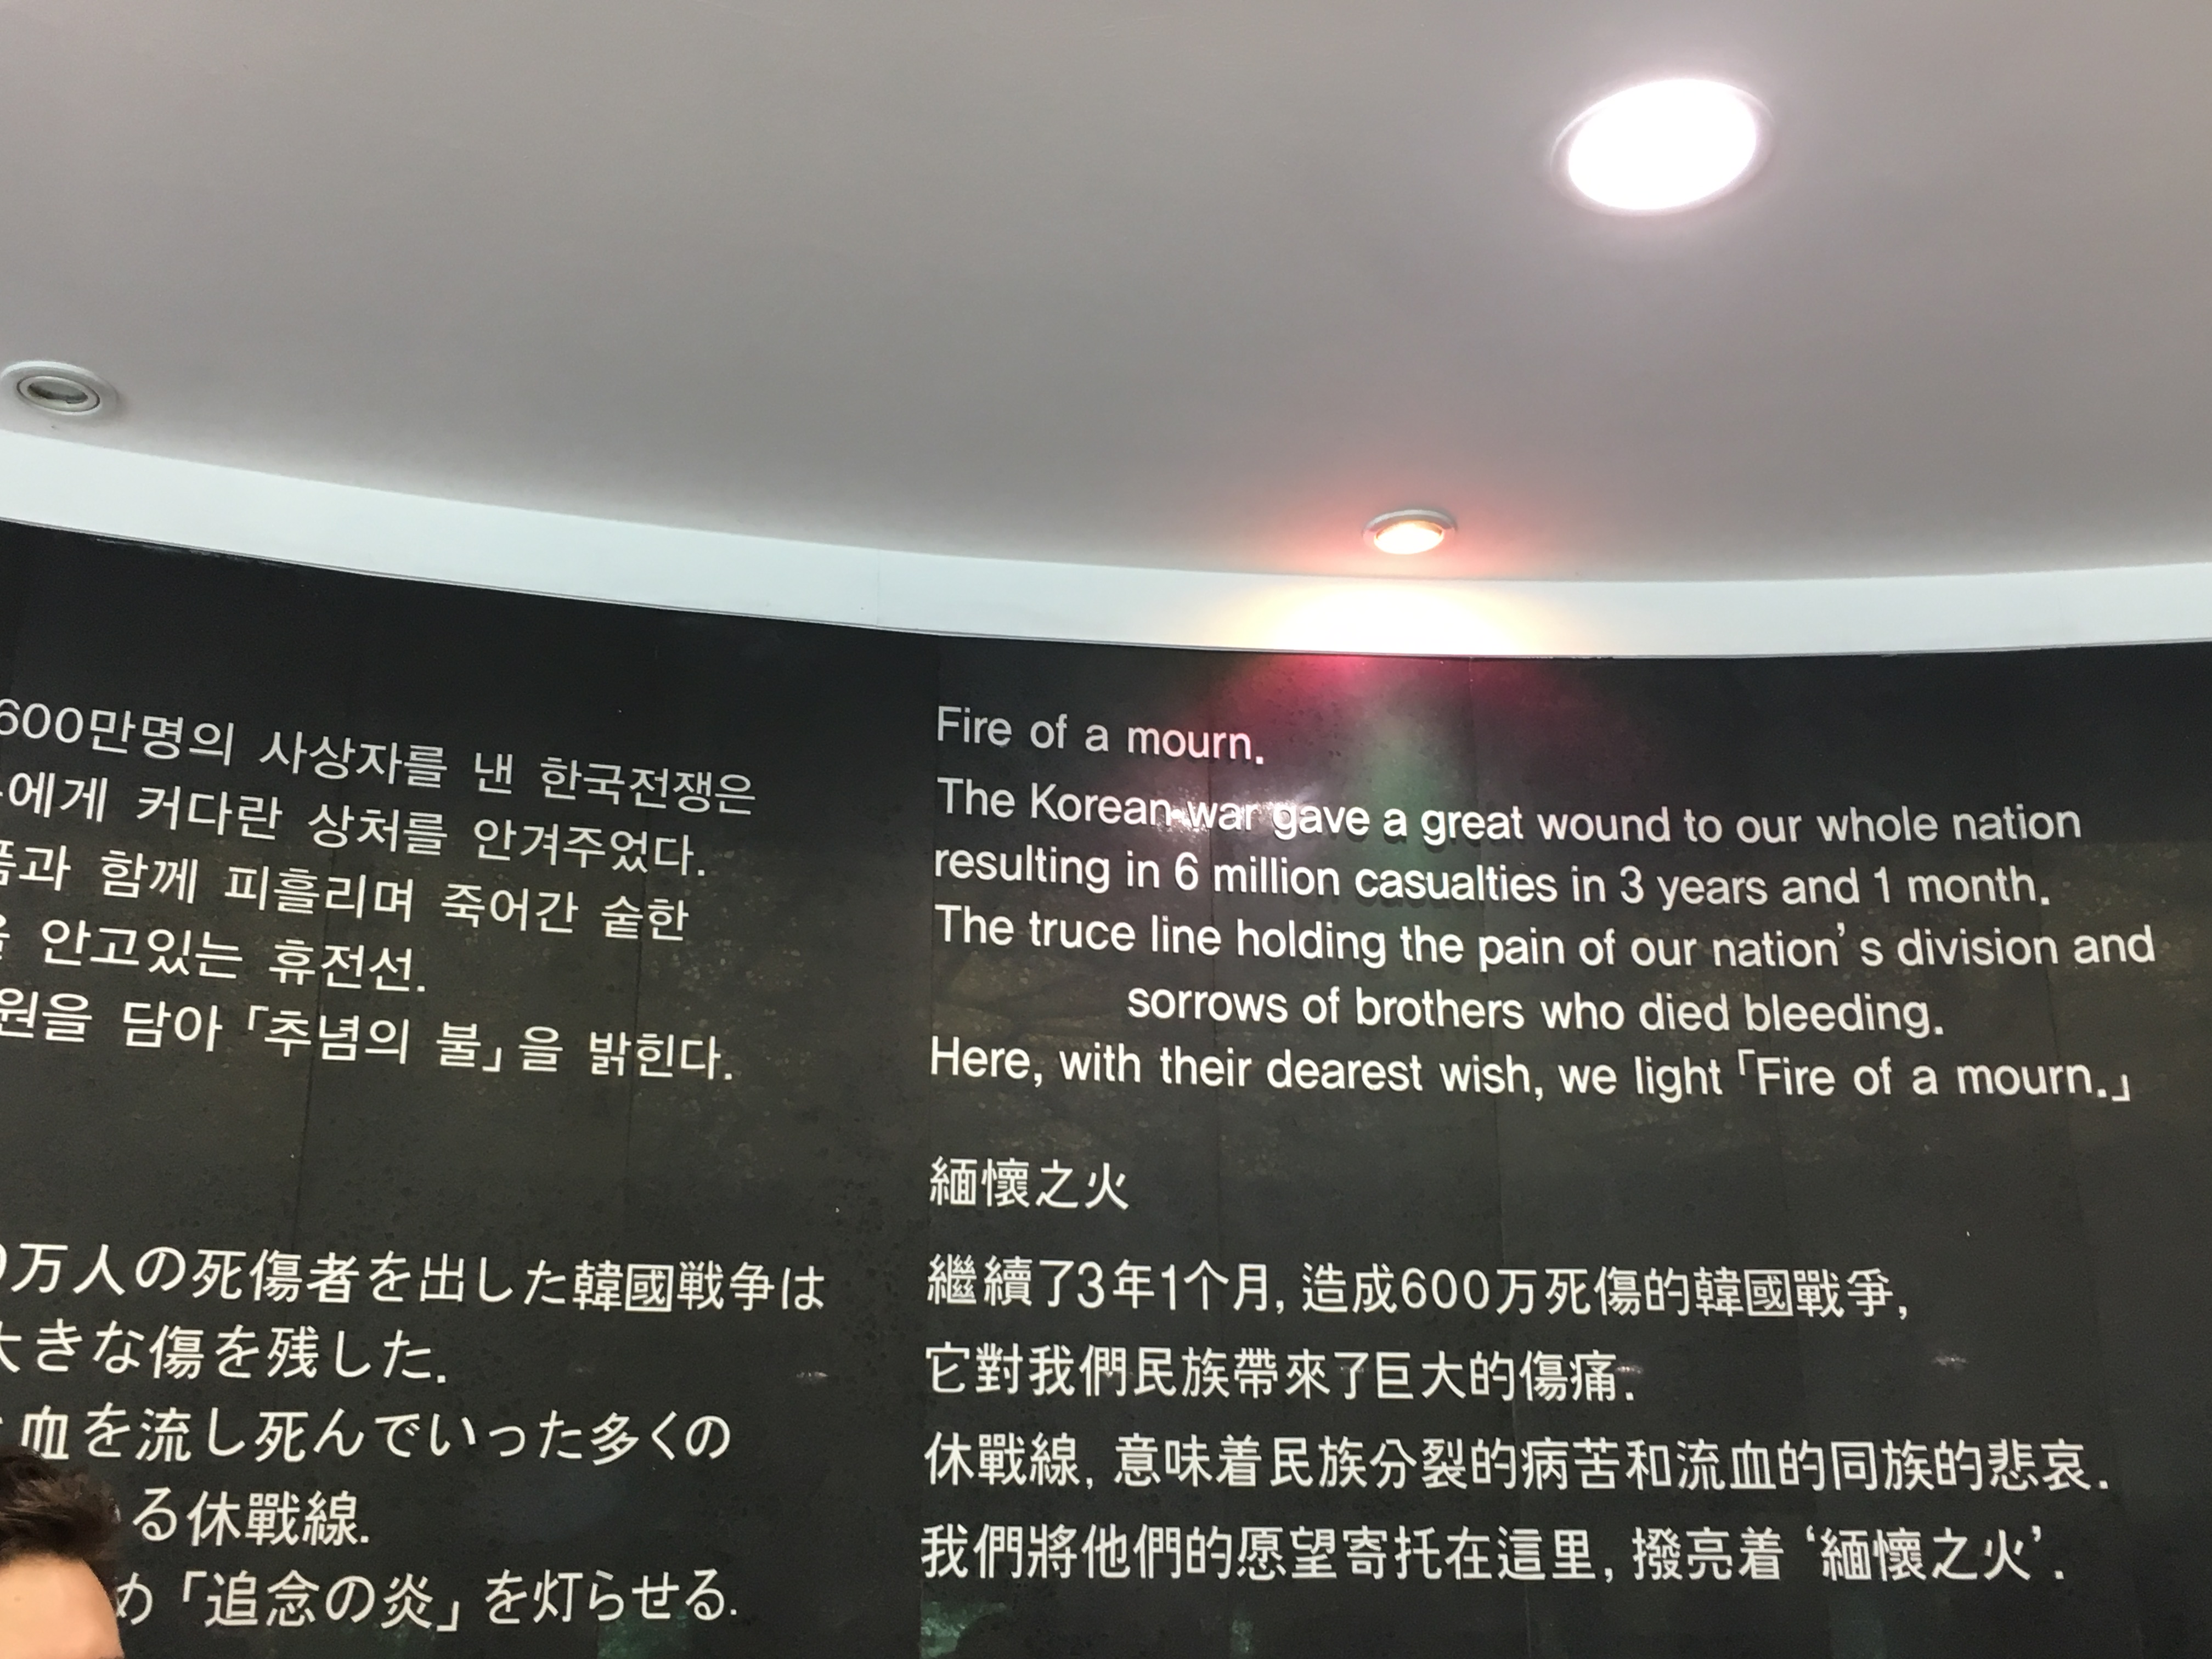 600만명의 사상자를 낸 한국전쟁은
에게 커다란 상처를 안겨주었다.
함께 피흘리며 죽어간 숱한
안고있는 휴전선.
담아 「추념의 불」을 밝힌다.
Fire of a mourn.
The Korean war gave a great wound to our whole nation
resulting in 6 million casualties in 3 years and 1 month.
The truce line holding the pain of our nation's division and
sorrows of brothers who died bleeding.
Here, with their dearest wish, we light 「Fire of a mourn.」
万人の死傷者を出した韓國戦争は
大きな傷を残した.
血を流し死んでいった多くの
る休戰線.
め「追念の炎」を灯らせる.
緬懷之火
繼續了3年1个月, 造成600万死傷的韓國戰爭,
它對我們民族帶來了巨大的傷痛.
休戰線, 意味着民族分裂的病苦和流血的同族的悲哀.
我們將他們的愿望寄托在這里, 撥亮着 '緬懷之火'.